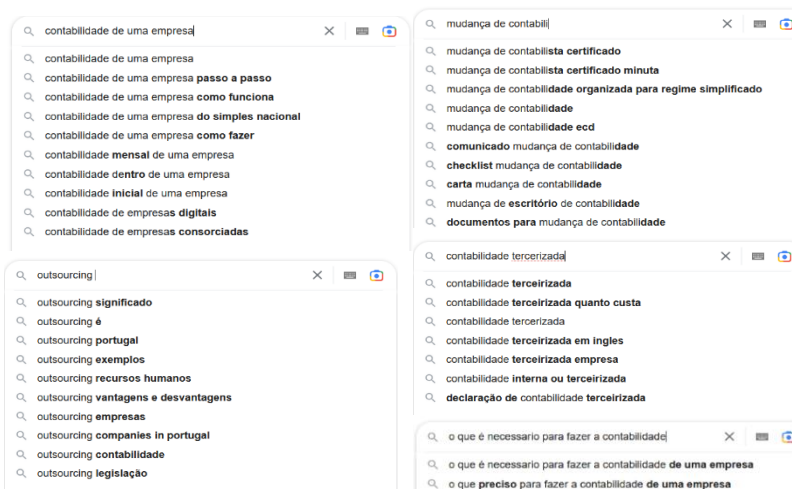 contabilidade de uma empresa
contabilidade de uma empresa
contabilidade de uma empresa passo a passo
contabilidade de uma empresa como funciona
contabilidade de uma empresa do simples nacional
contabilidade de uma empresa como fazer
contabilidade mensal de uma empresa
contabilidade dentro de uma empresa
contabilidade inicial de uma empresa
contabilidade de empresas digitais
contabilidade de empresas consorciadas
outsourcing
outsourcing significado
outsourcing é
outsourcing portugal
outsourcing exemplos
outsourcing recursos humanos
outsourcing vantagens e desvantagens
outsourcing empresas
outsourcing companies in portugal
outsourcing contabilidade
outsourcing legislação
mudança de contabili
mudança de contabilista certificado
mudança de contabilista certificado minuta
mudança de contabilidade organizada para regime simplificado
mudança de contabilidade
mudança de contabilidade ecd
comunicado mudança de contabilidade
checklist mudança de contabilidade
carta mudança de contabilidade
mudança de escritório de contabilidade
documentos para mudança de contabilidade
contabilidade tercerizada
contabilidade terceirizada
contabilidade terceirizada quanto custa
contabilidade tercerizada
contabilidade terceirizada em ingles
contabilidade terceirizada empresa
contabilidade interna ou terceirizada
declaração de contabilidade terceirizada
o que é necessario para fazer a contabilidade
o que é necessario para fazer a contabilidade de uma empresa
o que preciso para fazer a contabilidade de uma empresa